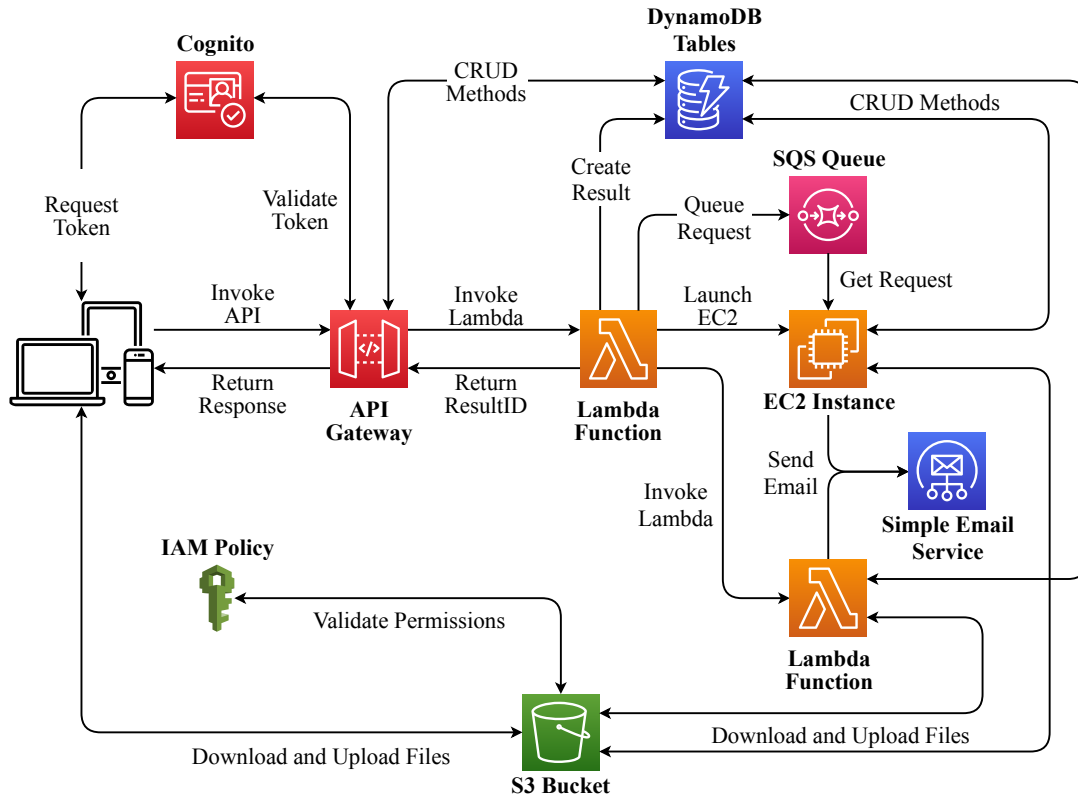 DynamoDB
Tables
Cognito
CRUD
Methods
CRUD Methods
SQS Queue
Create
Result
Request
Token
Validate
Token
Queue
Request
Get Request
Invoke
API
Invoke
Lambda
Launch
EC2
</>
Return
Response
Return
ResultID
API
Gateway
Lambda
Function
EC2 Instance
Send
Email
Invoke
Lambda
Simple Email
Service
IAM Policy
Validate Permissions
Lambda
Function
Download and Upload Files
Download and Upload Files
S3 Bucket